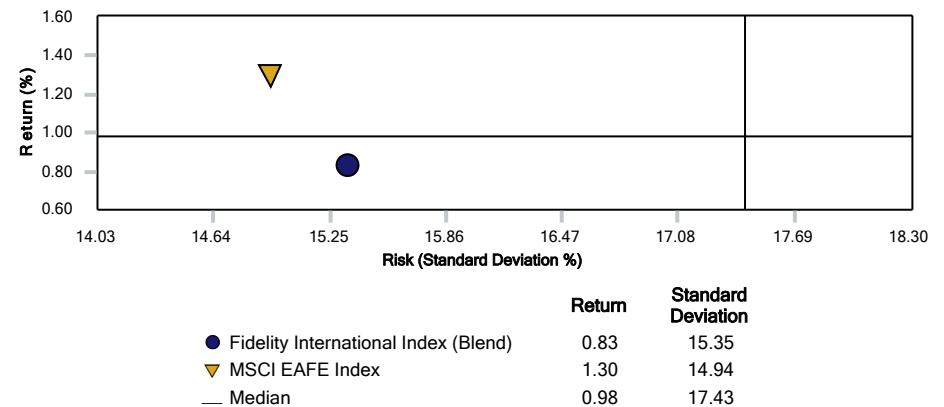 1.60
1.40
1.20
1.00
0.80
0.60
Return (%)
14.03 14.64 15.25 15.86 16.47 17.08 17.69 18.30
Risk (Standard Deviation %)
Return Standard Deviation
Fidelity International Index (Blend) 0.83 15.35
MSCI EAFE Index 1.30 14.94
Median 0.98 17.43